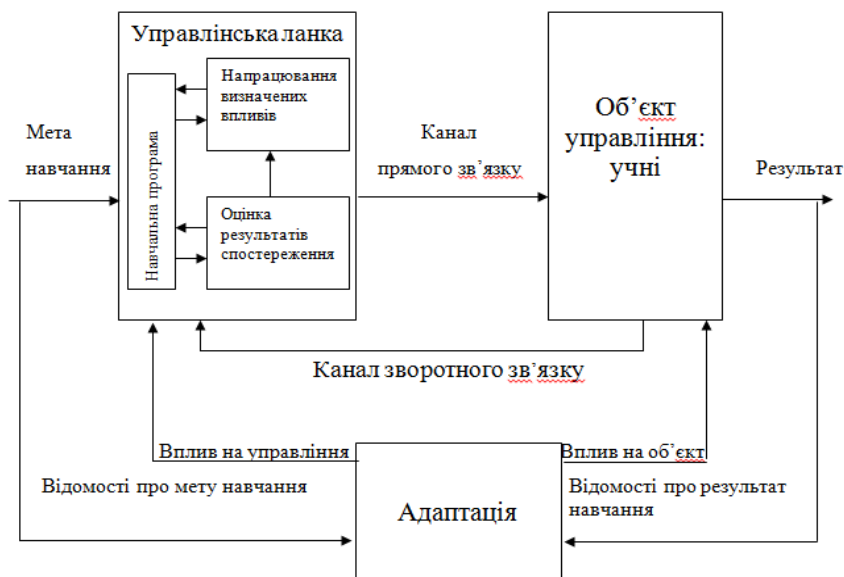 Управлінська ланка
Напрацювання
визначених
впливів
Навчальна програма
Оцінка
результатів
спостереження
Мета
навчання
Канал
прямого зв’язку
Об’єкт
управління:
учні
Результат
Канал зворотного зв’язку
Вплив на управління
Вплив на об’єкт
Відомості про мету навчання
Відомості про результат
навчання
Адаптація